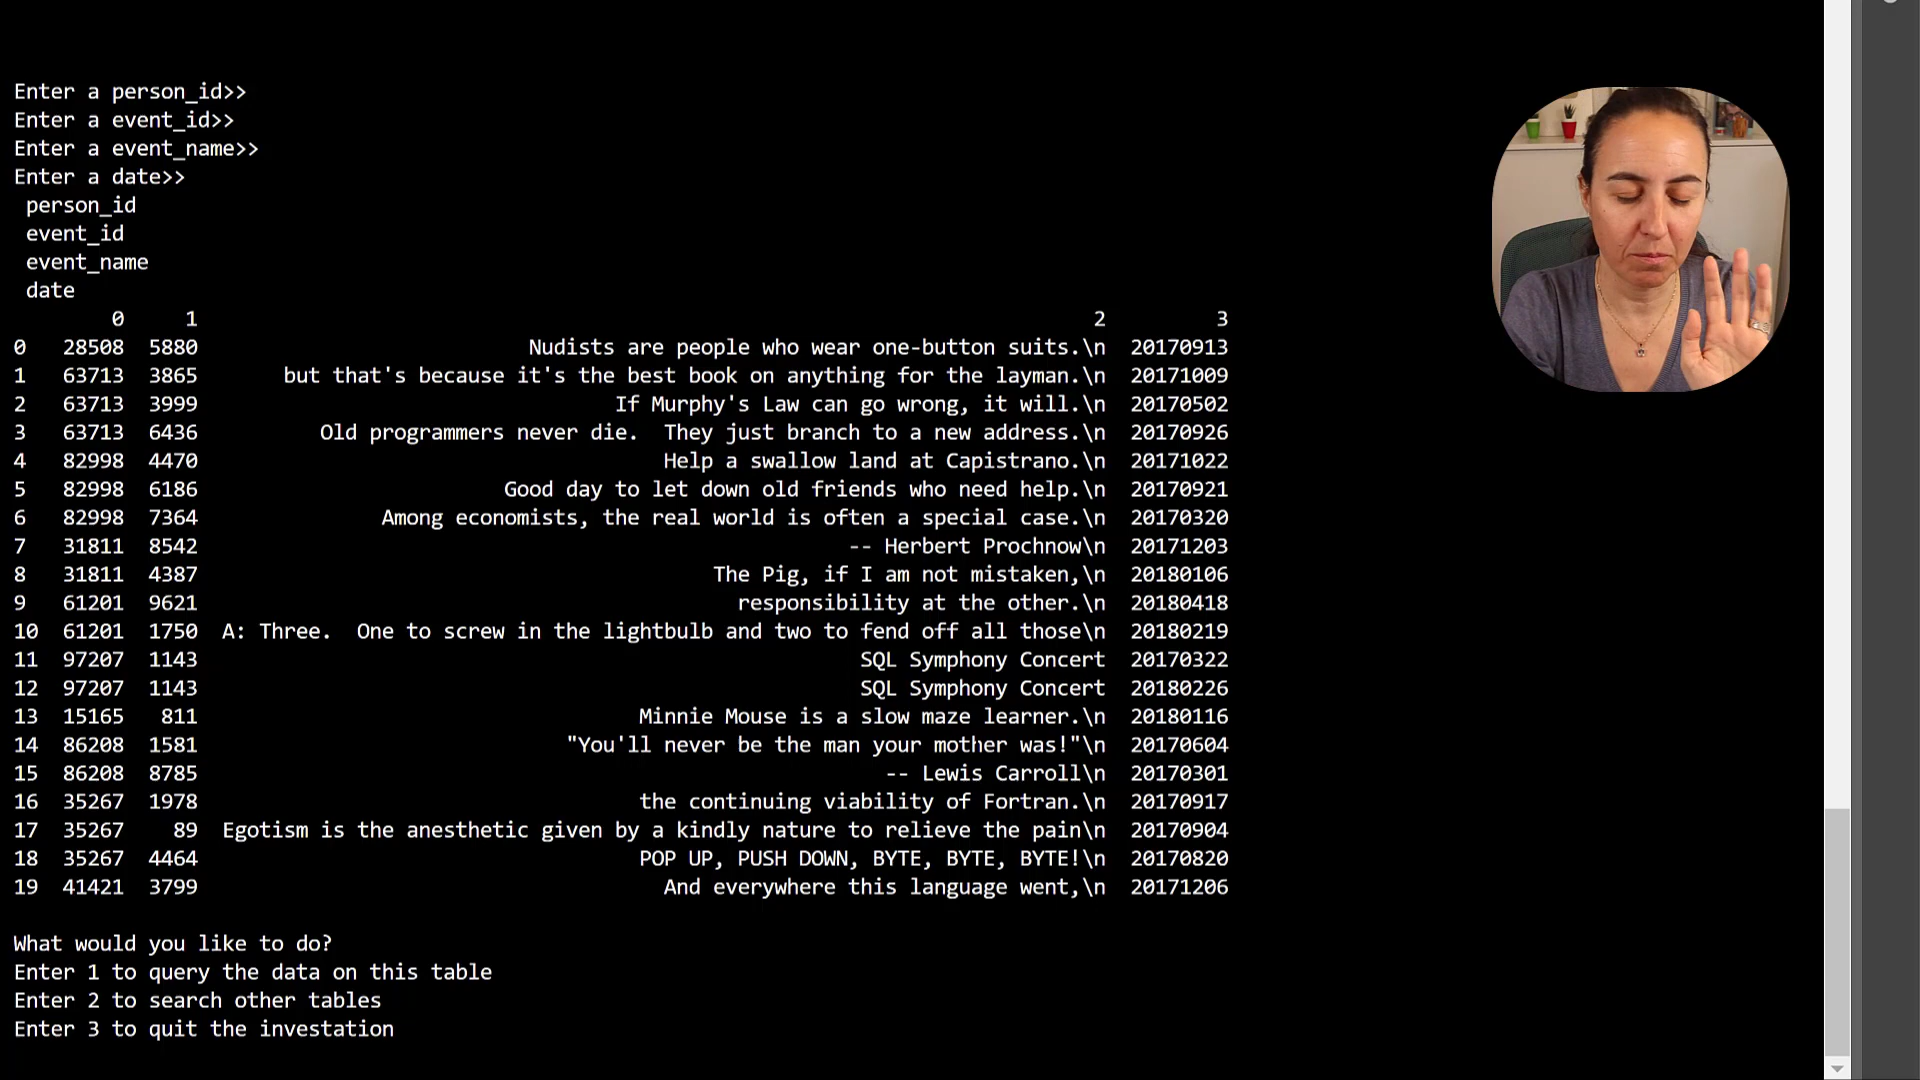 Enter a person_id>>
Enter a event_id>>
Enter a event_name>>
Enter a date>>
person_id
event_id
event_name
date
0 1 2 3
0 28508 5880 Nudists are people who wear one-button suits.\n 20170913
1 63713 3865 but that's because it's the best book on anything for the layman.\n 20171009
2 63713 3999 If Murphy's Law can go wrong, it will.\n 20170502
3 63713 6436 Old programmers never die.  They just branch to a new address.\n 20170926
4 82998 4470 Help a swallow land at Capistrano.\n 20171022
5 82998 6186 Good day to let down old friends who need help.\n 20170921
6 82998 7364 Among economists, the real world is often a special case.\n 20170320
7 31811 8542 -- Herbert Prochnow\n 20171203
8 31811 4387 The Pig, if I am not mistaken,\n 20180106
9 61201 9621 responsibility at the other.\n 20180418
10 61201 1750 A: Three.  One to screw in the lightbulb and two to fend off all those\n 20180219
11 97207 1143 SQL Symphony Concert 20170322
12 97207 1143 SQL Symphony Concert 20180226
13 15165 811 Minnie Mouse is a slow maze learner.\n 20180116
14 86208 1581 "You'll never be the man your mother was!"\n 20170604
15 86208 8785 -- Lewis Carroll\n 20170301
16 35267 1978 the continuing viability of Fortran.\n 20170917
17 35267 89 Egotism is the anesthetic given by a kindly nature to relieve the pain\n 20170904
18 35267 4464 POP UP, PUSH DOWN, BYTE, BYTE, BYTE!\n 20170820
19 41421 3799 And everywhere this language went,\n 20171206
What would you like to do?
Enter 1 to query the data on this table
Enter 2 to search other tables
Enter 3 to quit the investation